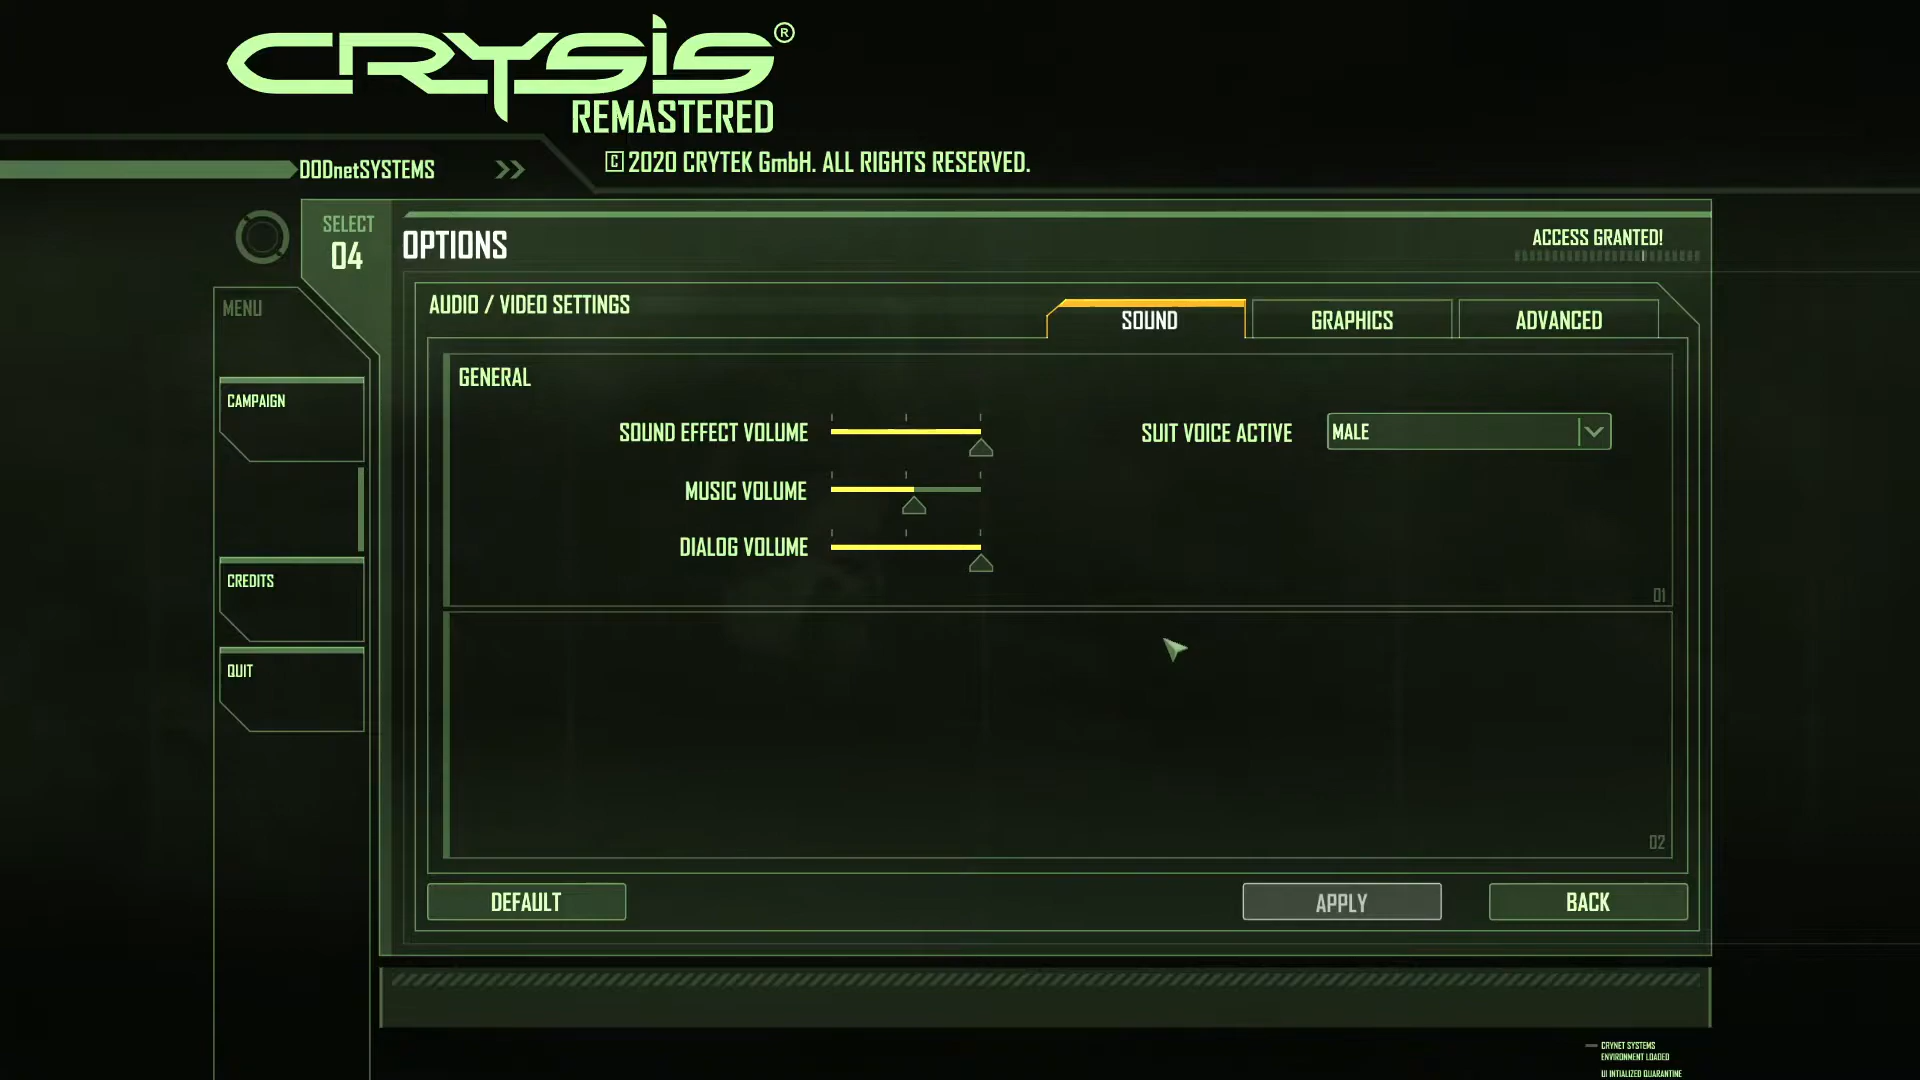 CRYSIS®
REMASTERED
DODnetSYSTEMS >>
© 2020 CRYTEK GmbH. ALL RIGHTS RESERVED.
SELECT
04
OPTIONS
ACCESS GRANTED!
MENU
AUDIO / VIDEO SETTINGS
SOUND
GRAPHICS
ADVANCED
GENERAL
CAMPAIGN
SOUND EFFECT VOLUME
SUIT VOICE ACTIVE
MALE
MUSIC VOLUME
DIALOG VOLUME
CREDITS
01
QUIT
02
DEFAULT
APPLY
BACK
CRYNET SYSTEMS
ENVIRONMENT LOADED
UI INTIALIZED QUARANTINE